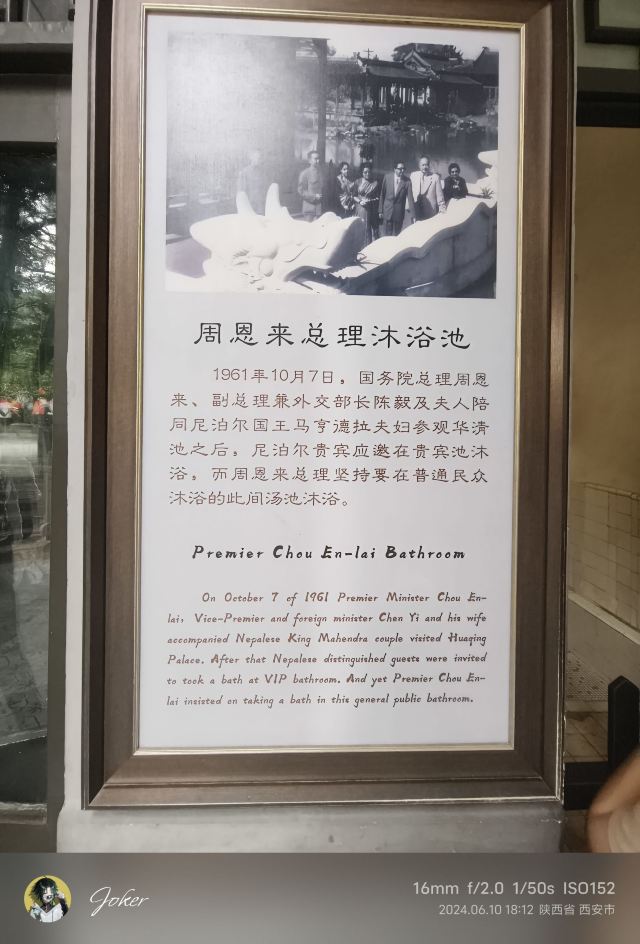 周恩来总理沐浴池
1961年10月7日，国务院总理周恩
来、副总理兼外交部长陈毅及夫人陪
同尼泊尔国王马亨德拉夫妇参观华清
池之后，尼泊尔贵宾应邀在贵宾池沐
浴，而周恩来总理坚持要在普通民众
沐浴的此间汤池沐浴。
Premier Chou En-lai Bathroom
On October 7 of 1961 Premier Minister Chou En-
lai, Vice-Premier and foreign minister Chen Yi and his wife
accompanied Nepalese King Mahendra couple visited Huaqing
Palace. After that Nepalese distinguished guests were invited
to took a bath at VIP bathroom. And yet Premier Chou En-
lai insisted on taking a bath in this general public bathroom.
Joker
16mm f/2.0 1/50s ISO152
2024.06.10 18:12 陕西省 西安市